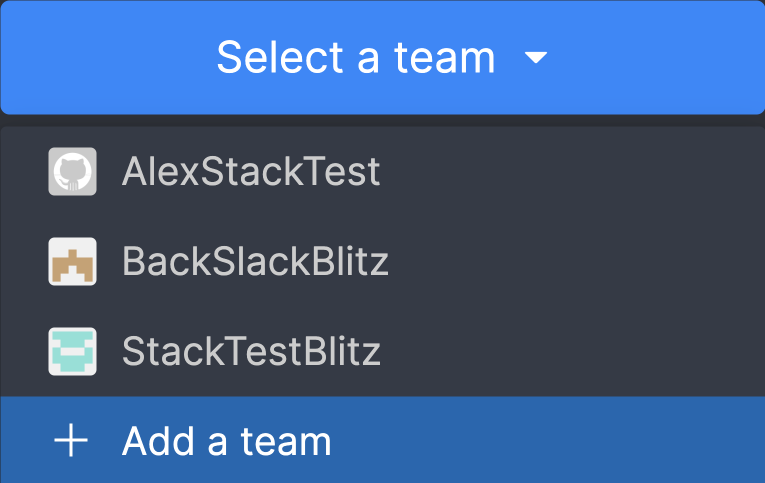 Select a team
AlexStackTest
BackSlackBlitz
StackTestBlitz
Add a team